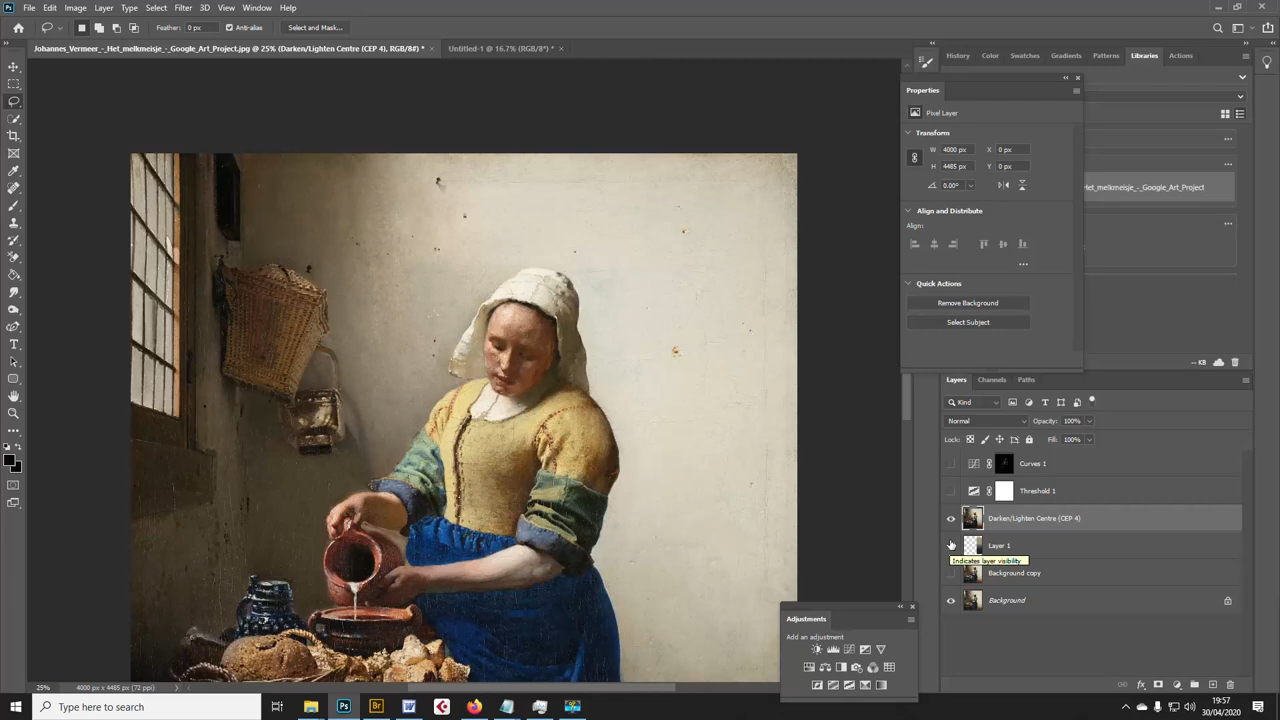 Ps File Edit Image Layer Type Select Filter 3D View Window Help
Feather: 0 px Anti-alias Select and Mask...
Johannes_Vermeer_-_Het_melkmeisje_-_Google_Art_Project.jpg @ 25% (Darken/Lighten Centre (CEP 4), RGB/8#) * × Untitled-1 @ 16.7% (RGB/8*) * ×
History Color Swatches Gradients Patterns Libraries Actions
Properties
Pixel Layer
Transform
W 4000 px X 0 px
H 4485 px Y 0 px
0.00°
Het_melkmeisje_-_Google_Art_Project
Align and Distribute
Align:
Quick Actions
Remove Background
Select Subject
-- KB
Layers Channels Paths
Kind
Normal Opacity: 100%
Lock: Fill: 100%
Curves 1
Threshold 1
Darken/Lighten Centre (CEP 4)
Layer 1
Indicates layer visibility
Background copy
Background
Adjustments
Add an adjustment
25% 4000 px x 4485 px (72 ppi)
Type here to search
Ps Br W
19:57
30/04/2020